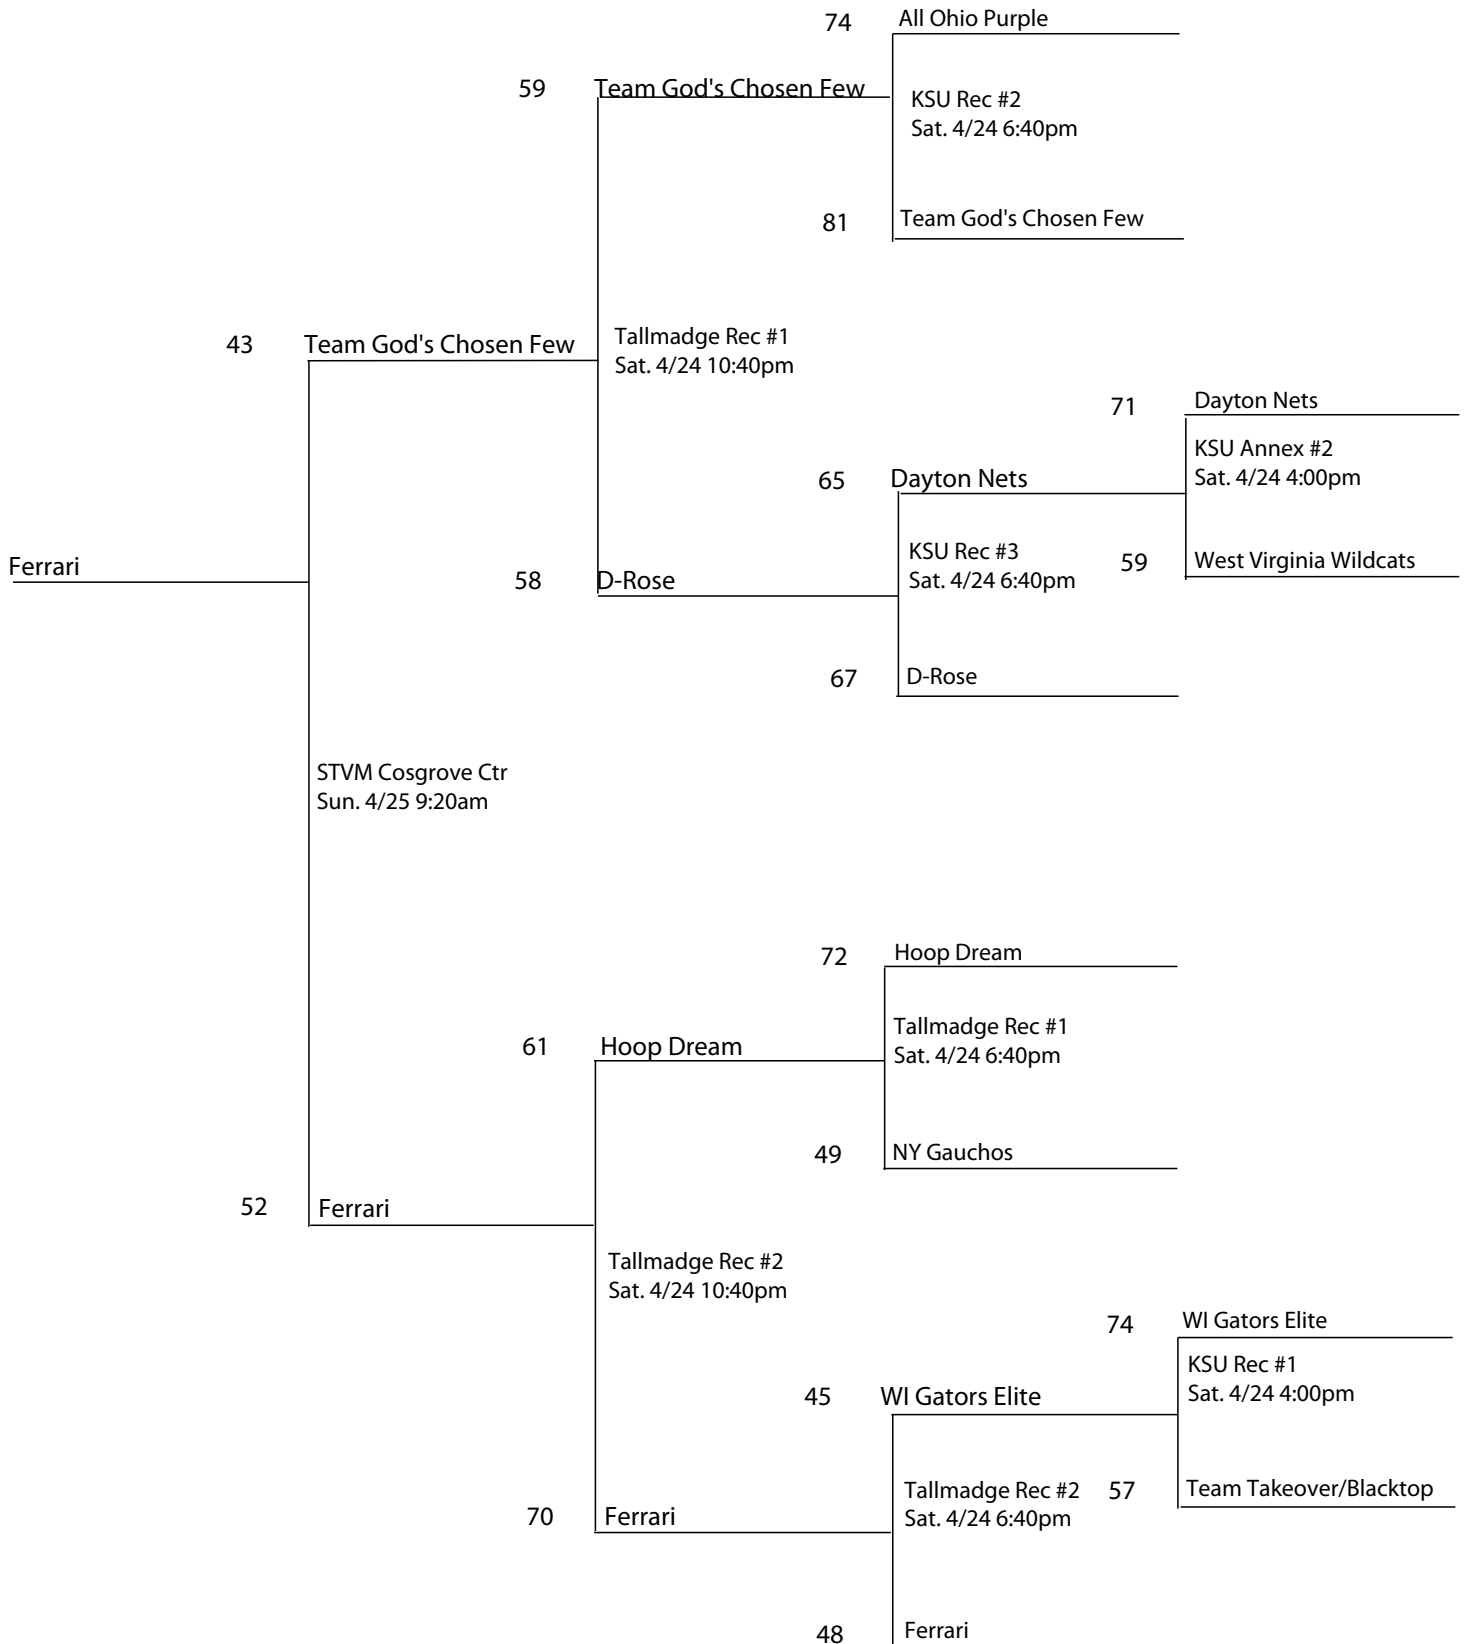 74 All Ohio Purple
59 Team God's Chosen Few
KSU Rec #2
Sat. 4/24 6:40pm
81 Team God's Chosen Few
43 Team God's Chosen Few
Tallmadge Rec #1
Sat. 4/24 10:40pm
71 Dayton Nets
KSU Annex #2
Sat. 4/24 4:00pm
65 Dayton Nets
KSU Rec #3
Sat. 4/24 6:40pm
59 West Virginia Wildcats
Ferrari
58 D-Rose
67 D-Rose
STVM Cosgrove Ctr
Sun. 4/25 9:20am
72 Hoop Dream
Tallmadge Rec #1
Sat. 4/24 6:40pm
61 Hoop Dream
49 NY Gauchos
52 Ferrari
Tallmadge Rec #2
Sat. 4/24 10:40pm
74 WI Gators Elite
KSU Rec #1
Sat. 4/24 4:00pm
45 WI Gators Elite
57 Team Takeover/Blacktop
Tallmadge Rec #2
Sat. 4/24 6:40pm
70 Ferrari
48 Ferrari